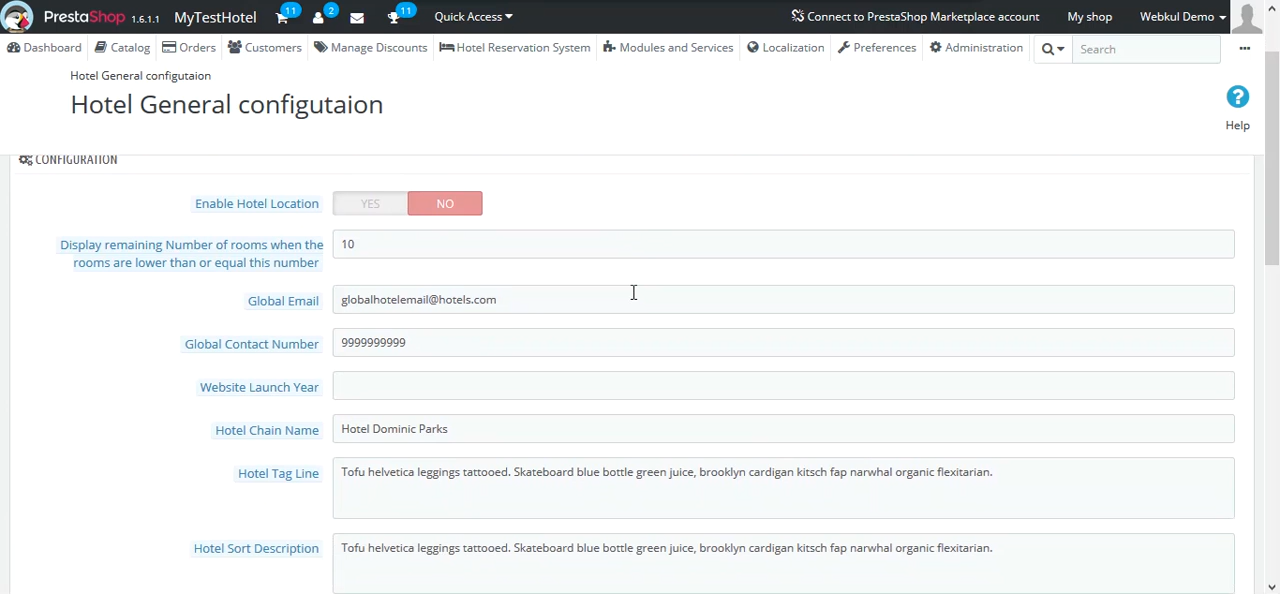 PrestaShop 1.6.1.1 MyTestHotel 11 2 11 Quick Access Connect to PrestaShop Marketplace account My shop Webkul Demo
Dashboard Catalog Orders Customers Manage Discounts Hotel Reservation System Modules and Services Localization Preferences Administration Search
Hotel General configutaion
Hotel General configutaion
Help
CONFIGURATION
Enable Hotel Location YES NO
Display remaining Number of rooms when the
rooms are lower than or equal this number
10
Global Email globalhotelemail@hotels.com
Global Contact Number 9999999999
Website Launch Year
Hotel Chain Name Hotel Dominic Parks
Hotel Tag Line Tofu helvetica leggings tattooed. Skateboard blue bottle green juice, brooklyn cardigan kitsch fap narwhal organic flexitarian.
Hotel Sort Description Tofu helvetica leggings tattooed. Skateboard blue bottle green juice, brooklyn cardigan kitsch fap narwhal organic flexitarian.